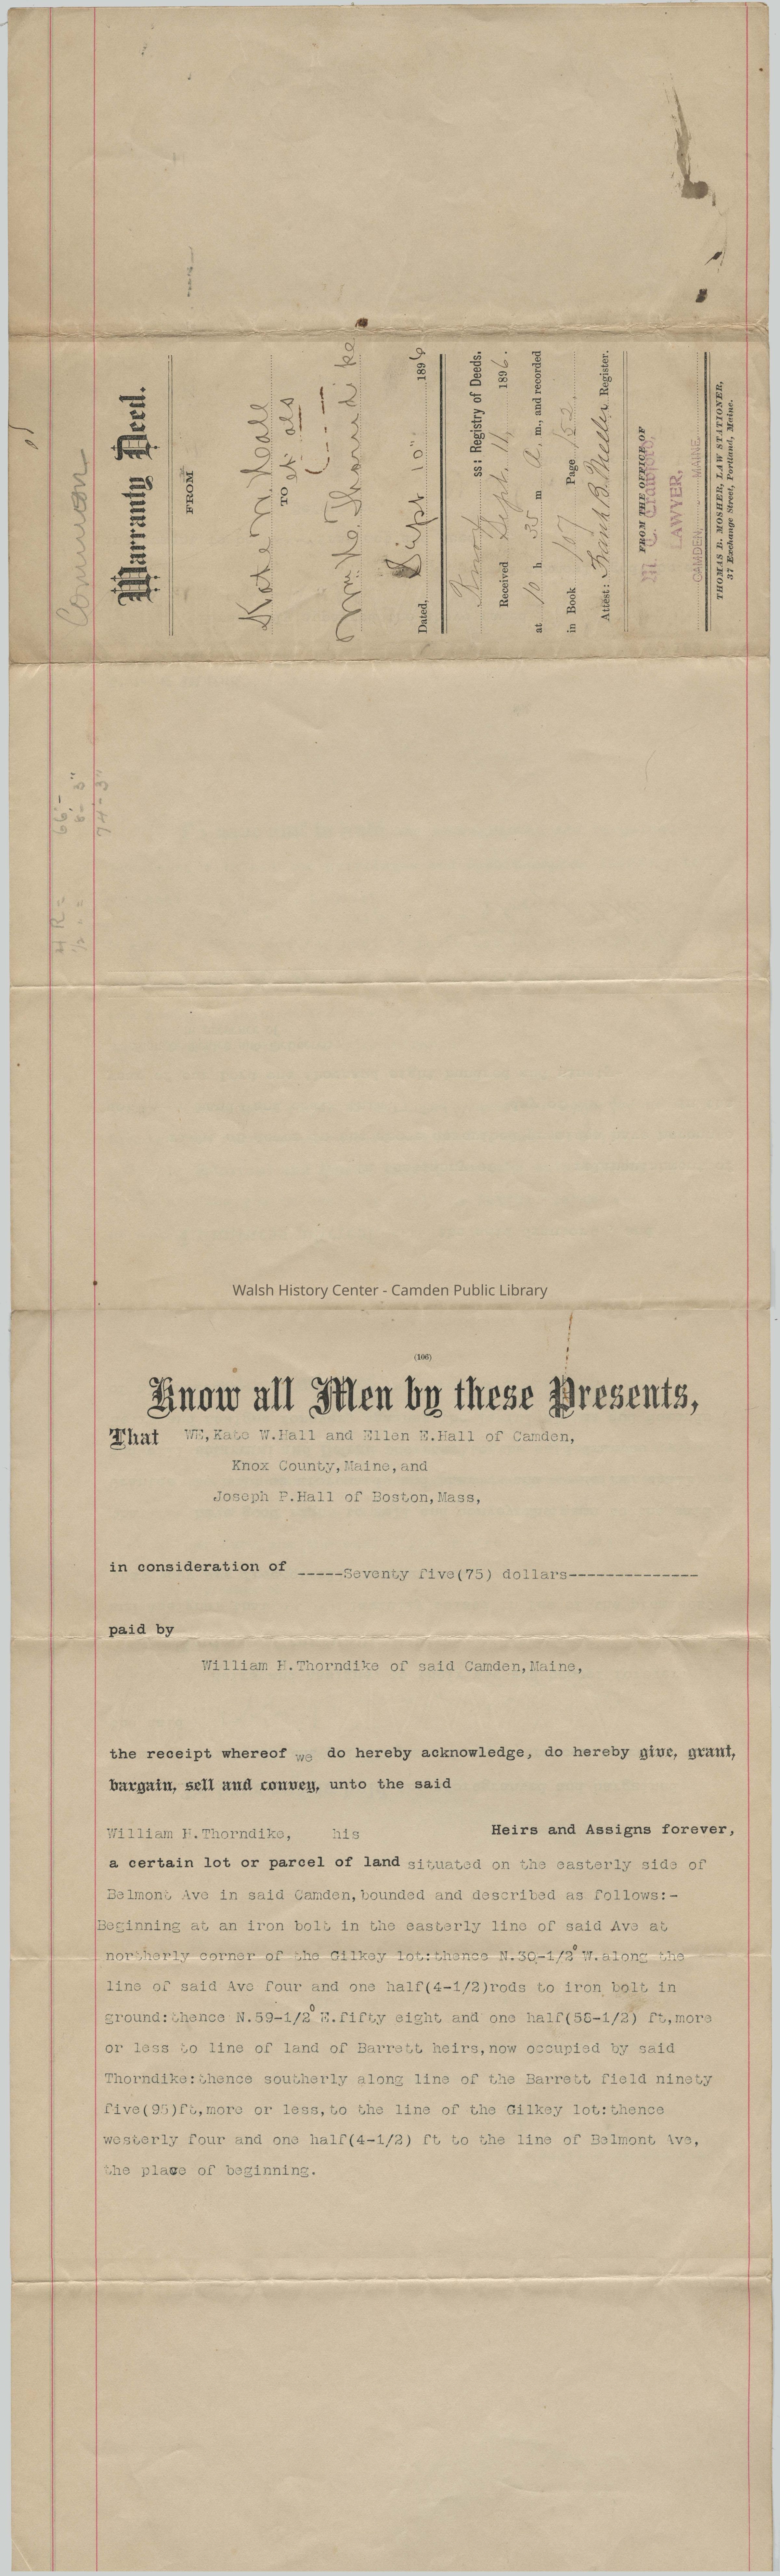 Common
Warranty Deed.
FROM
Kate W. Hall
et als
TO
Wm. H. Thorndike
Dated, Sept 10" 1896
Knox ss: Registry of Deeds.
Received Sept. 11, 1896.
at 10 h 35 m A. m., and recorded
in Book 107 Page 152.
Attest: Frank B. Miller Register.
FROM THE OFFICE OF
M. C. Crawford,
LAWYER,
CAMDEN, MAINE
THOMAS B. MOSHER, LAW STATIONER,
37 Exchange Street, Portland, Maine.
H R = 66'-
1/2 " = 8- 3"
74-3"
Walsh History Center - Camden Public Library
(106)
Know all Men by these Presents,
That WE,Kate W.Hall and Ellen E.Hall of Camden,
Knox County,Maine,and
Joseph P.Hall of Boston,Mass,
in consideration of -----Seventy five(75) dollars--------------
paid by
William H.Thorndike of said Camden,Maine,
the receipt whereof we do hereby acknowledge, do hereby give, grant,
bargain, sell and convey, unto the said
William H.Thorndike, his Heirs and Assigns forever,
a certain lot or parcel of land situated on the easterly side of
Belmont Ave in said Camden,bounded and described as follows:-
Beginning at an iron bolt in the easterly line of said Ave at
northerly corner of the Gilkey lot:thence N.30-1/2° W.along the
line of said Ave four and one half(4-1/2)rods to iron bolt in
ground:thence N.59-1/2° E.fifty eight and one half(58-1/2) ft,more
or less to line of land of Barrett heirs,now occupied by said
Thorndike:thence southerly along line of the Barrett field ninety
five(95)ft,more or less,to the line of the Gilkey lot:thence
westerly four and one half(4-1/2) ft to the line of Belmont Ave,
the place of beginning.